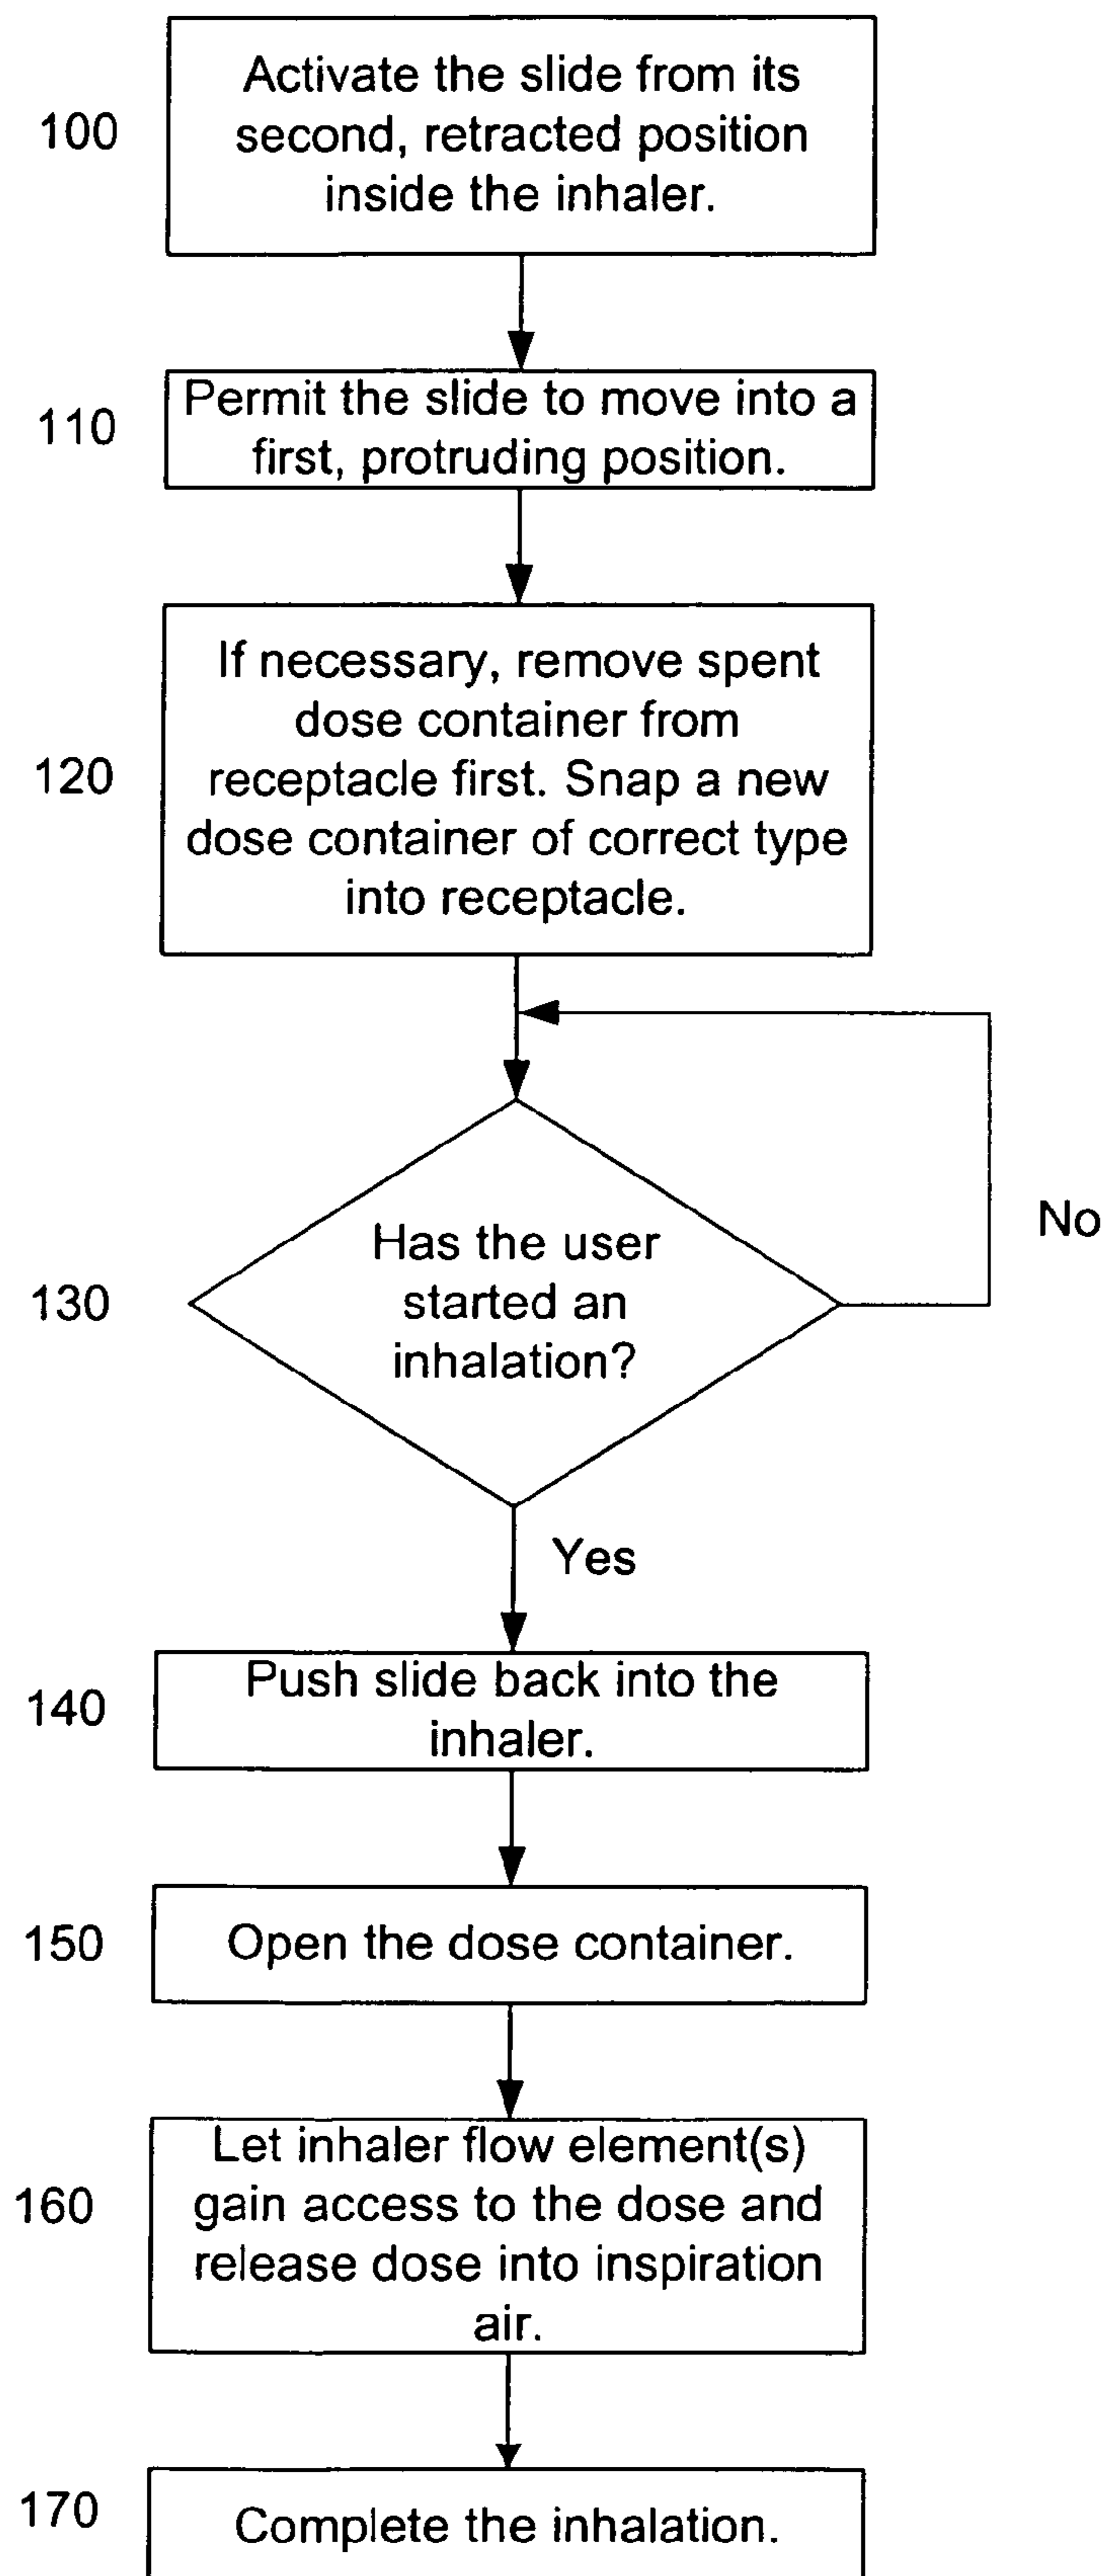 100
Activate the slide from its
second, retracted position
inside the inhaler.
110
Permit the slide to move into a
first, protruding position.
120
If necessary, remove spent
dose container from
receptacle first. Snap a new
dose container of correct type
into receptacle.
130
Has the user
started an
inhalation?
No
Yes
140
Push slide back into the
inhaler.
150
Open the dose container.
160
Let inhaler flow element(s)
gain access to the dose and
release dose into inspiration
air.
170
Complete the inhalation.